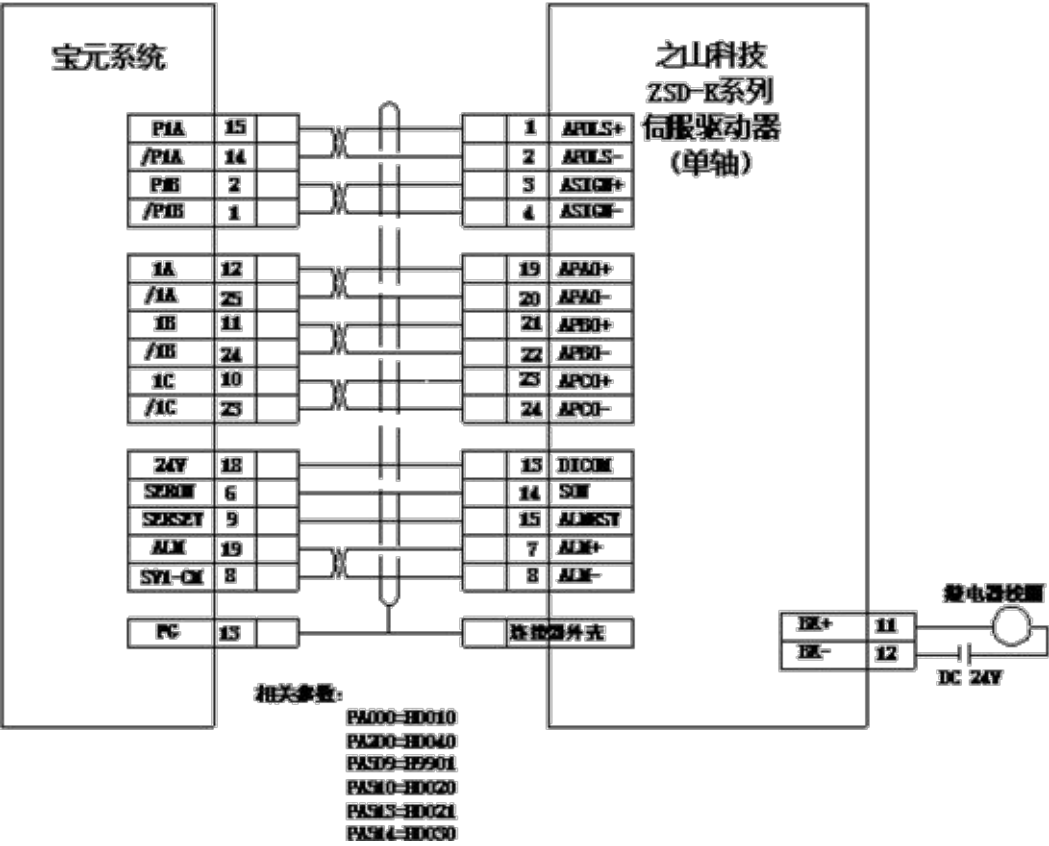 宝元系统
之山科技
ZSD-K系列
伺服驱动器
(单轴)
P1A 15 1 APULS+
/P1A 14 2 APULS-
P1B 2 3 ASIGN+
/P1B 1 4 ASIGN-
1A 12 19 APAO+
/1A 25 20 APAO-
1B 11 21 APBO+
/1B 24 22 APBO-
1C 10 23 APCO+
/1C 23 24 APCO-
24V 18 13 DICOM
SERON 6 14 SON
9 15 ALMRST
ALM 19 7 ALM+
SV1-CM 8 8 ALM-
13 连接器外壳
继电器线圈
BK+ 11
BK- 12
DC 24V
相关参数:
PA000=H0010
PA200=H0040
PA509=H9901
PA510=H0020
PA513=H0021
PA514=H0030